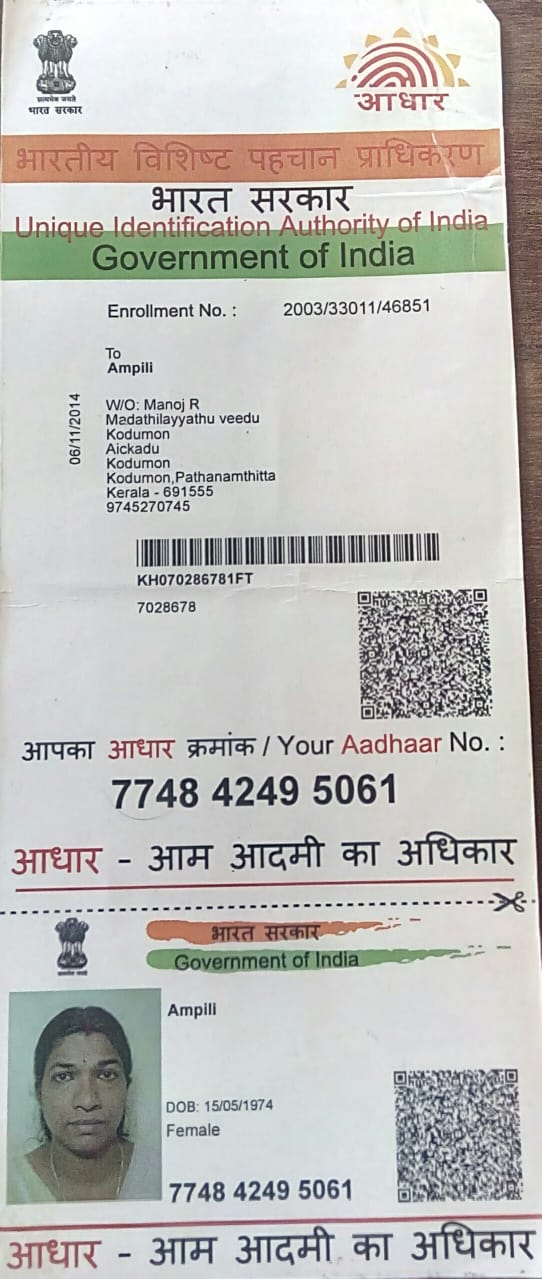 सत्यमेव जयते
भारत सरकार
आधार
भारतीय विशिष्ट पहचान प्राधिकरण
भारत सरकार
Unique Identification Authority of India
Government of India
Enrollment No. : 2003/33011/46851
To
Ampili
06/11/2014
W/O: Manoj R
Madathilayyathu veedu
Kodumon
Aickadu
Kodumon
Kodumon,Pathanamthitta
Kerala - 691555
9745270745
KH070286781FT
7028678
आपका आधार क्रमांक / Your Aadhaar No. :
7748 4249 5061
आधार - आम आदमी का अधिकार
भारत सरकार
Government of India
Ampili
DOB: 15/05/1974
Female
7748 4249 5061
आधार - आम आदमी का अधिकार